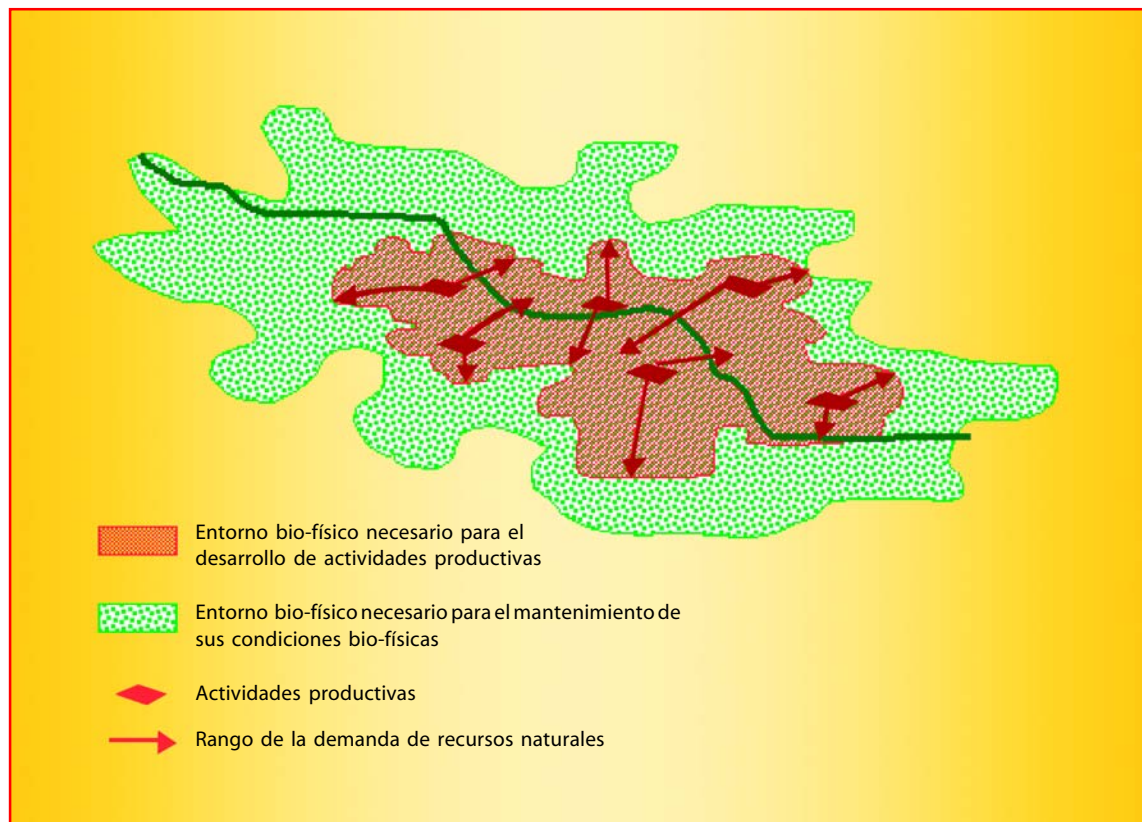 Entorno bio-físico necesario para el
desarrollo de actividades productivas
Entorno bio-físico necesario para el mantenimiento de
sus condiciones bio-físicas
Actividades productivas
Rango de la demanda de recursos naturales